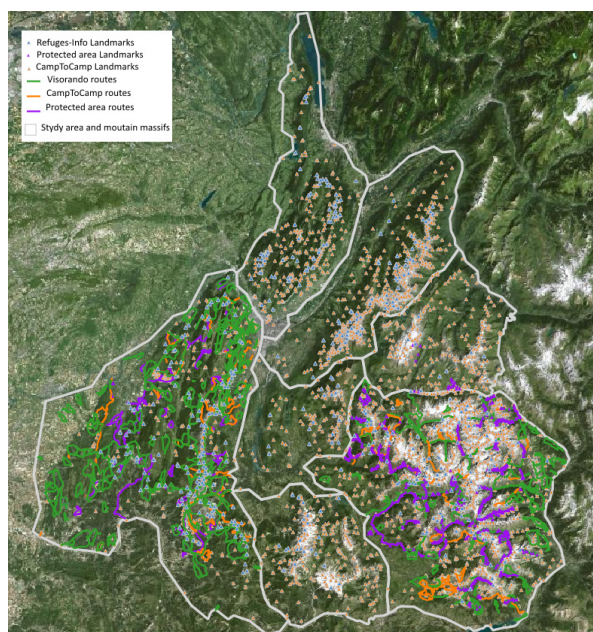 Refuges-Info Landmarks
Protected area Landmarks
CampToCamp Landmarks
Visorando routes
CampToCamp routes
Protected area routes
Stydy area and moutain massifs